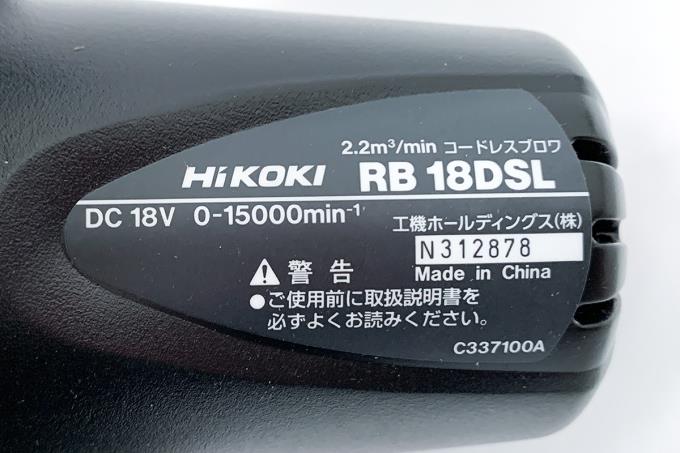 2.2m³/min コードレスブロワ
HiKOKI RB 18DSL
DC 18V 0-15000min⁻¹
工機ホールディングス(株)
N312878
Made in China
⚠ 警告
●ご使用前に取扱説明書を
必ずよくお読みください。
C337100A